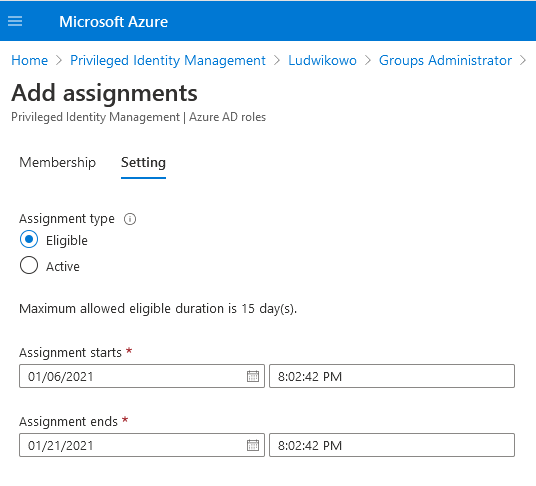 Microsoft Azure
Home > Privileged Identity Management > Ludwikowo > Groups Administrator >
Add assignments
Privileged Identity Management | Azure AD roles
Membership Setting
Assignment type
Eligible
Active
Maximum allowed eligible duration is 15 day(s).
Assignment starts *
01/06/2021 8:02:42 PM
Assignment ends *
01/21/2021 8:02:42 PM